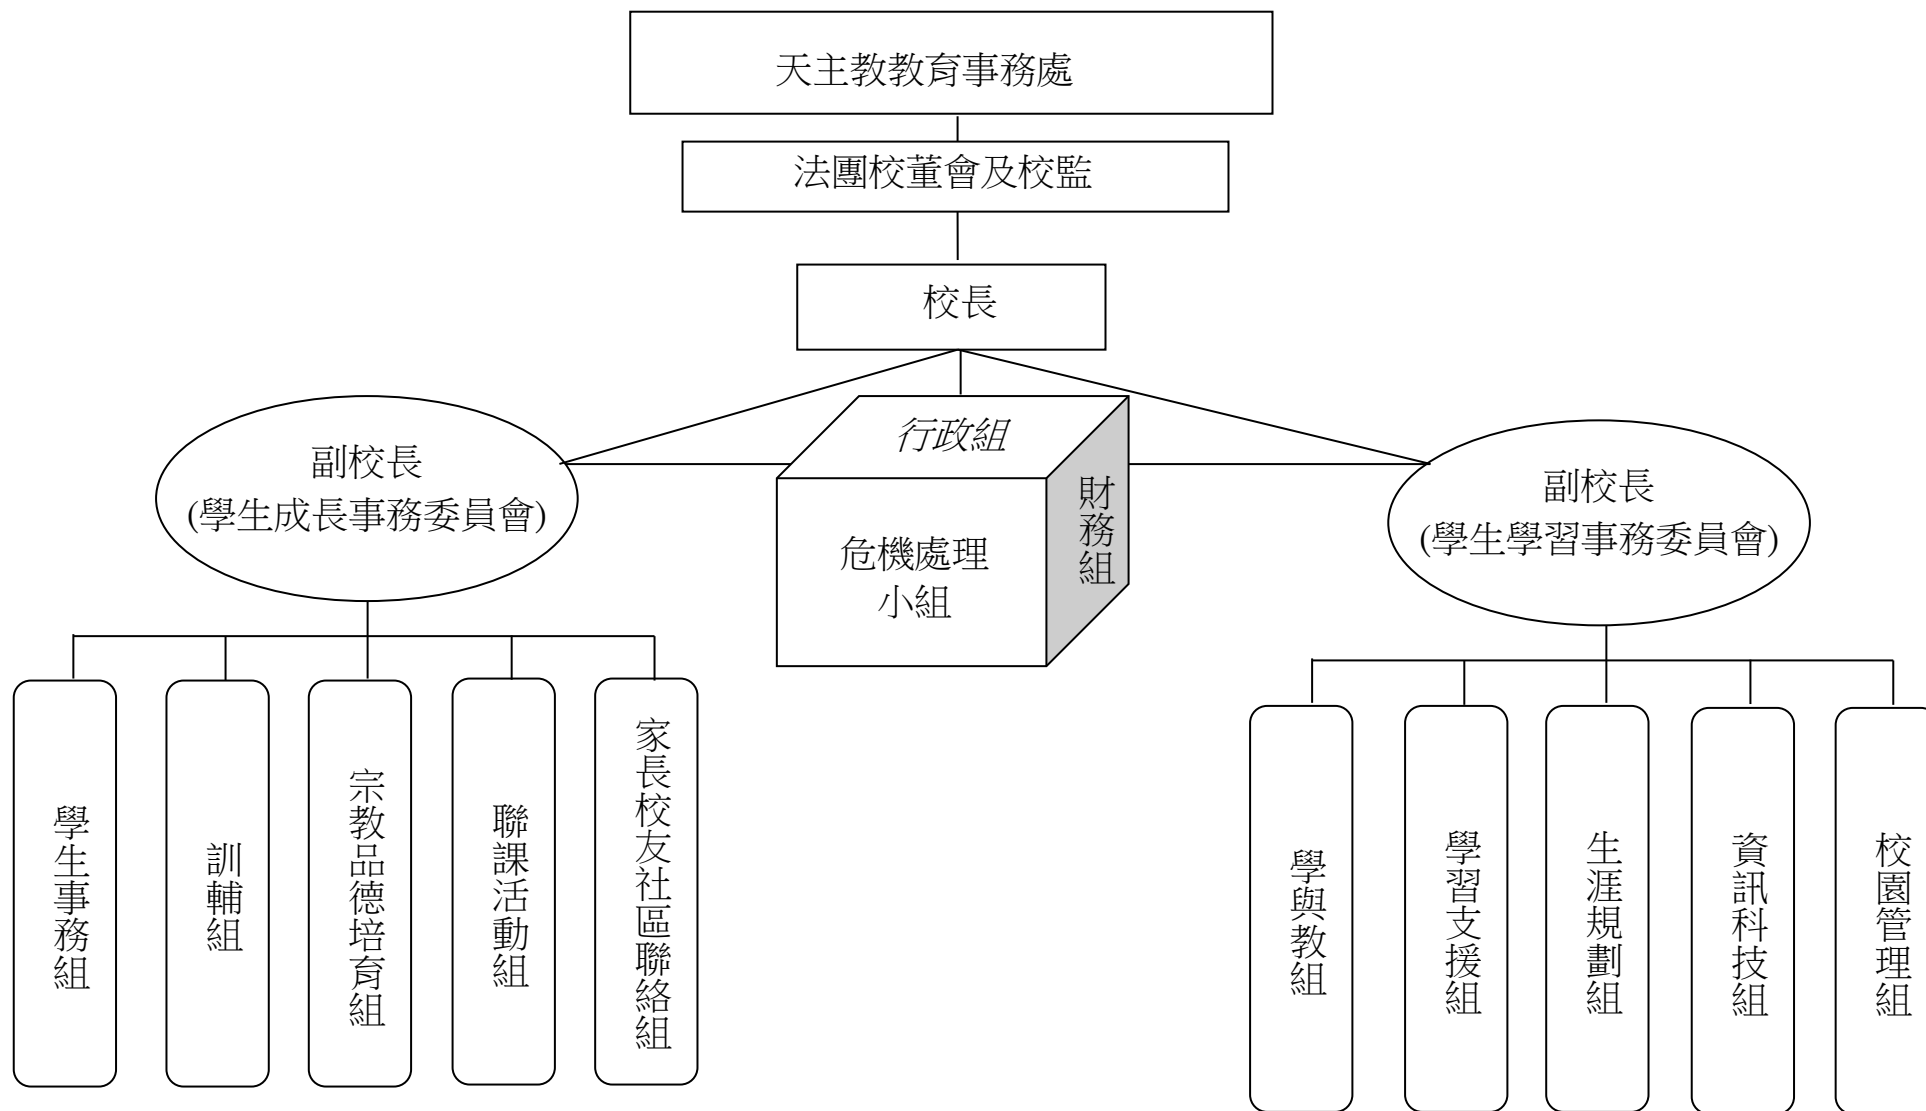 天主教教育事務處
法團校董會及校監
校長
副校長
(學生成長事務委員會)
行政組
財務組
危機處理
小組
副校長
(學生學習事務委員會)
學生事務組
訓輔組
宗教品德培育組
聯課活動組
家長校友社區聯絡組
學與教組
學習支援組
生涯規劃組
資訊科技組
校園管理組